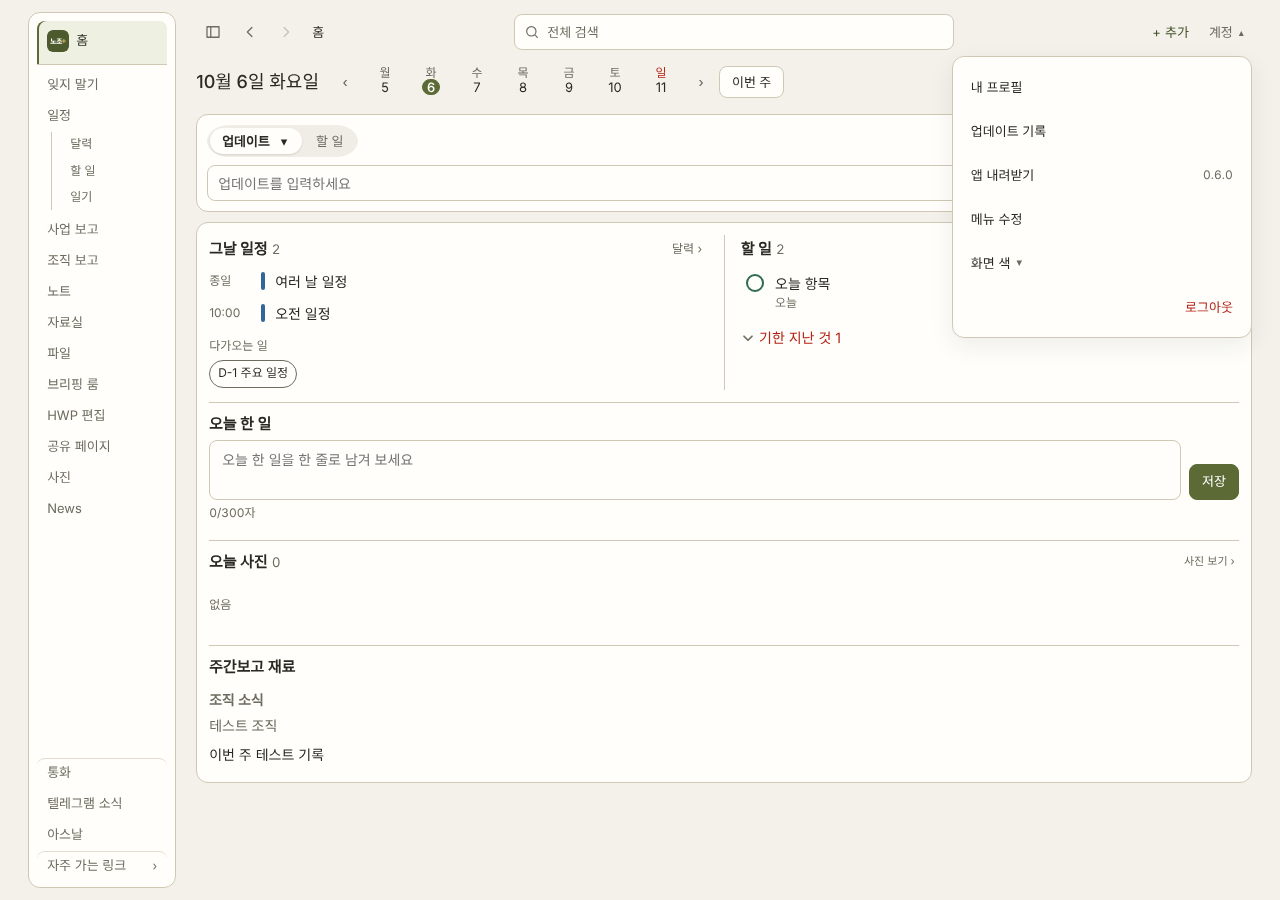 홈
잊지 말기
일정
달력
할 일
일기
사업 보고
조직 보고
노트
자료실
파일
브리핑 룸
HWP 편집
공유 페이지
사진
News
통화
텔레그램 소식
아스날
자주 가는 링크 ›
홈
전체 검색
+ 추가
계정 ▲
10월 6일 화요일
‹ 월 화 수 목 금 토 일 ›
5 6 7 8 9 10 11
이번 주
내 프로필
업데이트 기록
앱 내려받기 0.6.0
메뉴 수정
화면 색 ▼
로그아웃
업데이트 ▼ 할 일
업데이트를 입력하세요
그날 일정 2 달력 ›
종일 여러 날 일정
10:00 오전 일정
다가오는 일
D-1 주요 일정
할 일 2
오늘 항목
오늘
기한 지난 것 1
오늘 한 일
오늘 한 일을 한 줄로 남겨 보세요
저장
0/300자
오늘 사진 0 사진 보기 ›
없음
주간보고 재료
조직 소식
테스트 조직
이번 주 테스트 기록